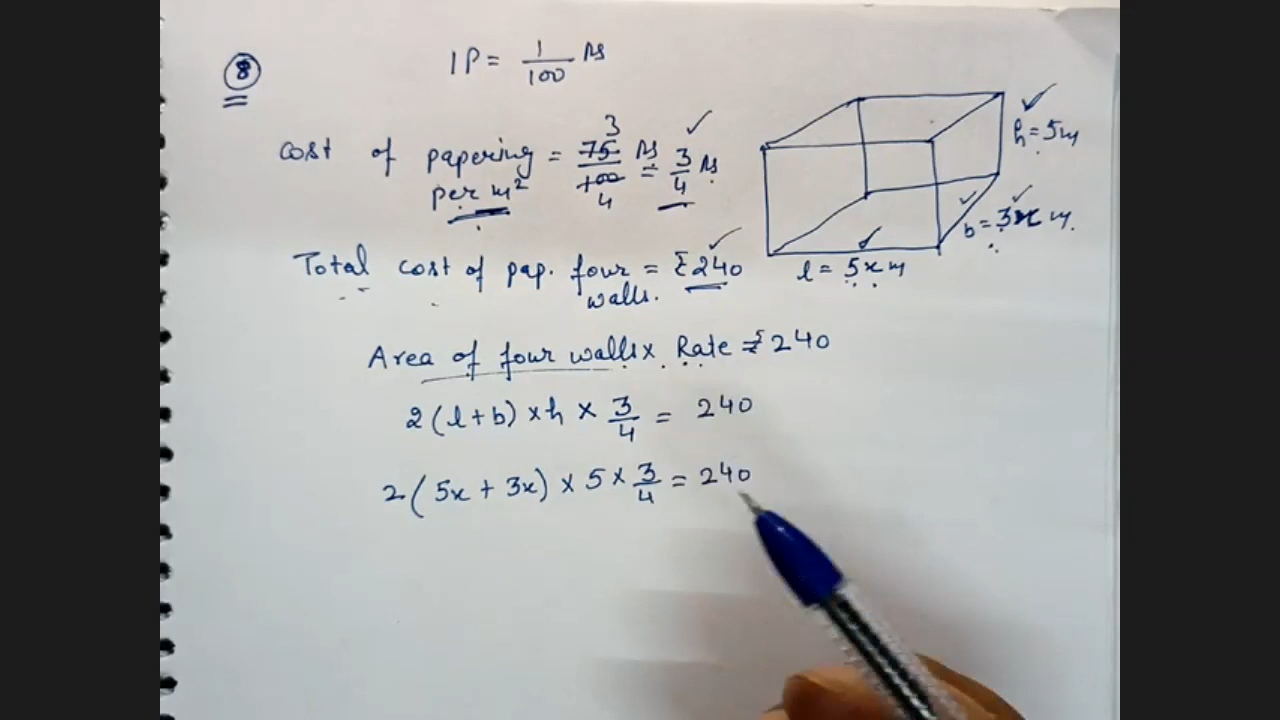 8
1P = 1/100 Rs
h = 5m
b = 3x m.
l = 5x m
cost of papering per m² = 75/100 Rs = 3/4 Rs
3
4
Total cost of pap. four walls. = ₹240
Area of four walls x Rate = ₹240
2(l+b) × h × 3/4 = 240
2(5x + 3x) × 5 × 3/4 = 240